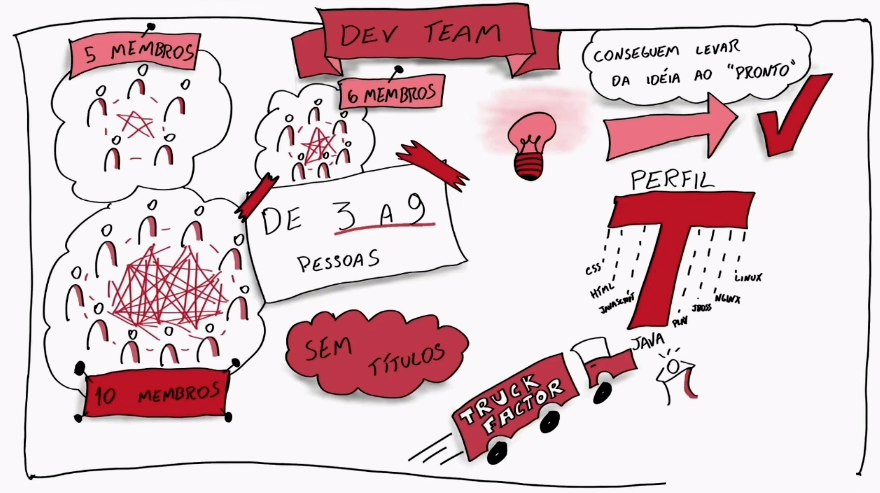 DEV TEAM
5 MEMBROS
6 MEMBROS
10 MEMBROS
DE 3 A 9
PESSOAS
SEM
TÍTULOS
CONSEGUEM LEVAR
DA IDÉIA AO "PRONTO"
PERFIL
T
CSS
HTML
JAVASCRIPT
JAVA
PLAY
JBOSS
NGINX
LINUX
TRUCK
FACTOR